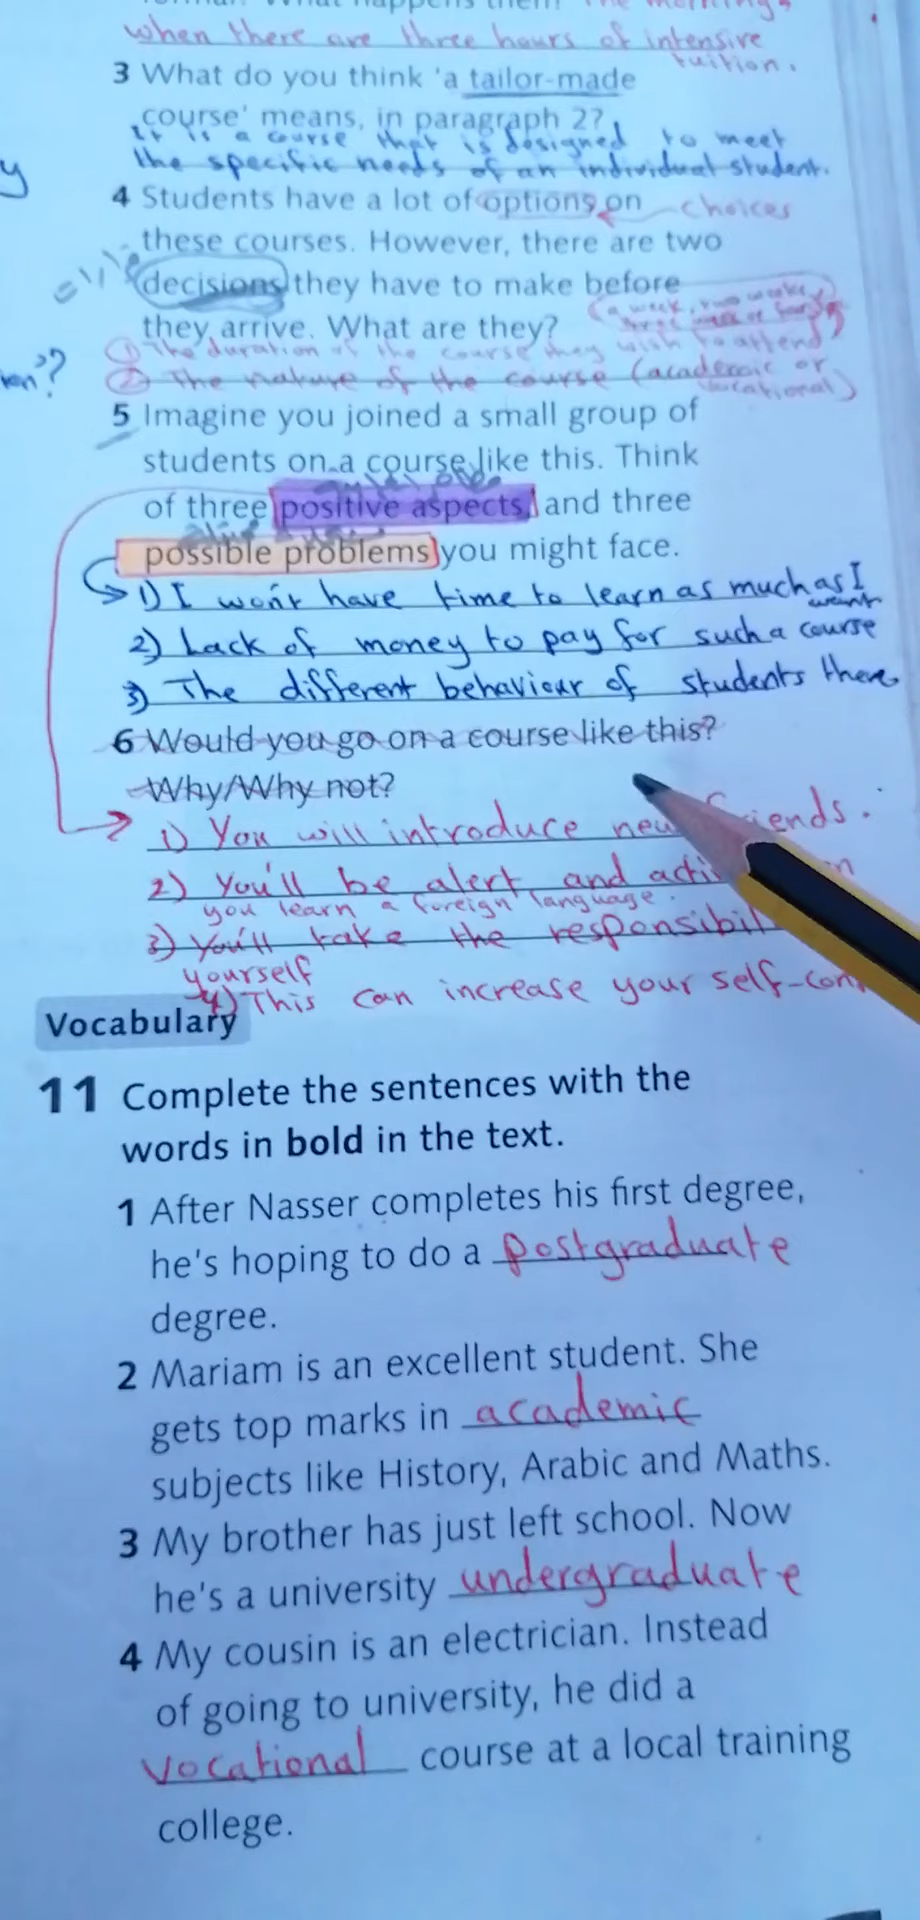 when there are three hours of intensive
tuition.
3 What do you think 'a tailor-made
course' means, in paragraph 2?
It is a course that is designed to meet
the specific needs of an individual student.
4 Students have a lot of options on choices
these courses. However, there are two
decisions they have to make before
they arrive. What are they?
① The duration of the course they wish to attend
② The nature of the course (academic or
vocational)
5 Imagine you joined a small group of
students on a course like this. Think
of three positive aspects, and three
possible problems you might face.
1) I won't have time to learn as much as I
want
2) Lack of money to pay for such a course
3) The different behaviour of students there.
6 Would you go on a course like this?
Why/Why not?
1) You will introduce new
2) You'll be alert and
you learn a foreign language.
3) You'll take the
yourself
4) This can increase your
Vocabulary
11 Complete the sentences with the
words in bold in the text.
1 After Nasser completes his first degree,
he's hoping to do a postgraduate
degree.
2 Mariam is an excellent student. She
gets top marks in academic
subjects like History, Arabic and Maths.
3 My brother has just left school. Now
he's a university undergraduate
4 My cousin is an electrician. Instead
of going to university, he did a
vocational course at a local training
college.